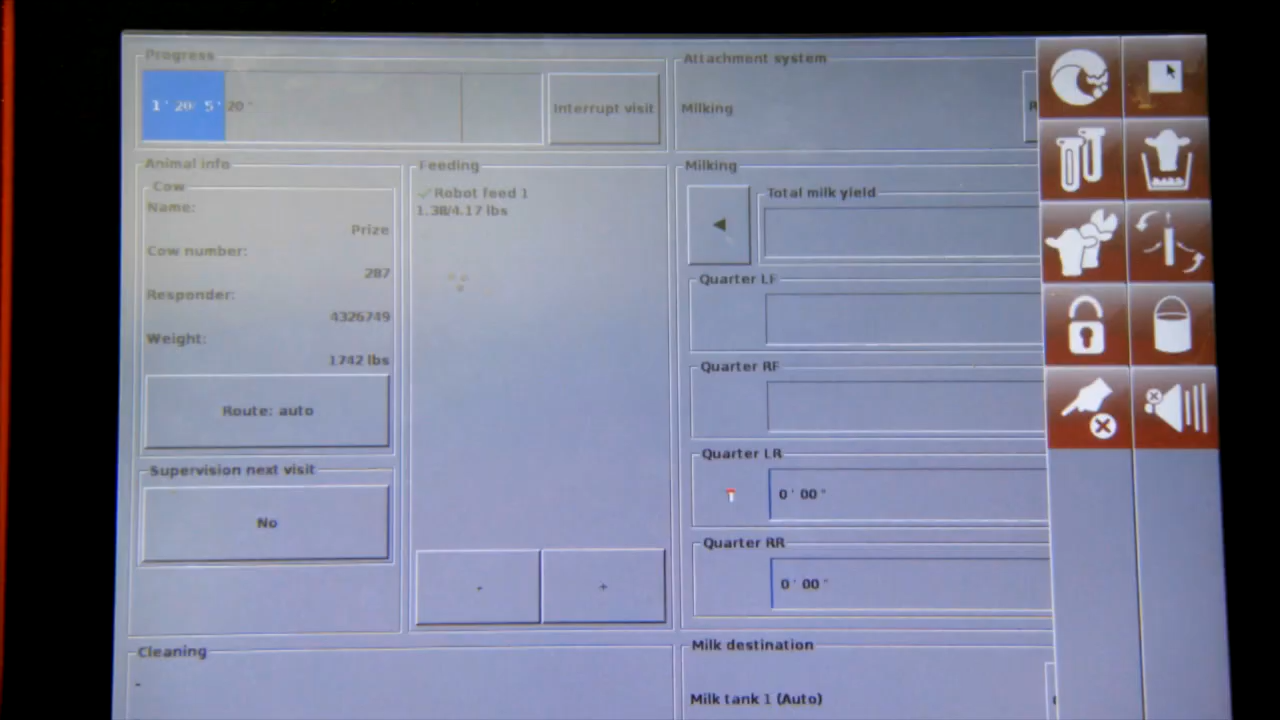 Progress
1 ' 20 5 ' 20 "
Interrupt visit
Attachment system
Milking
Animal info
Cow
Name:
Prize
Cow number:
287
Responder:
4326749
Weight:
1742 lbs
Route: auto
Supervision next visit
No
Feeding
Robot feed 1
1.38/4.17 lbs
-
+
Milking
Total milk yield
Quarter LF
Quarter RF
Quarter LR
0 ' 00 "
Quarter RR
0 ' 00 "
Cleaning
-
Milk destination
Milk tank 1 (Auto)